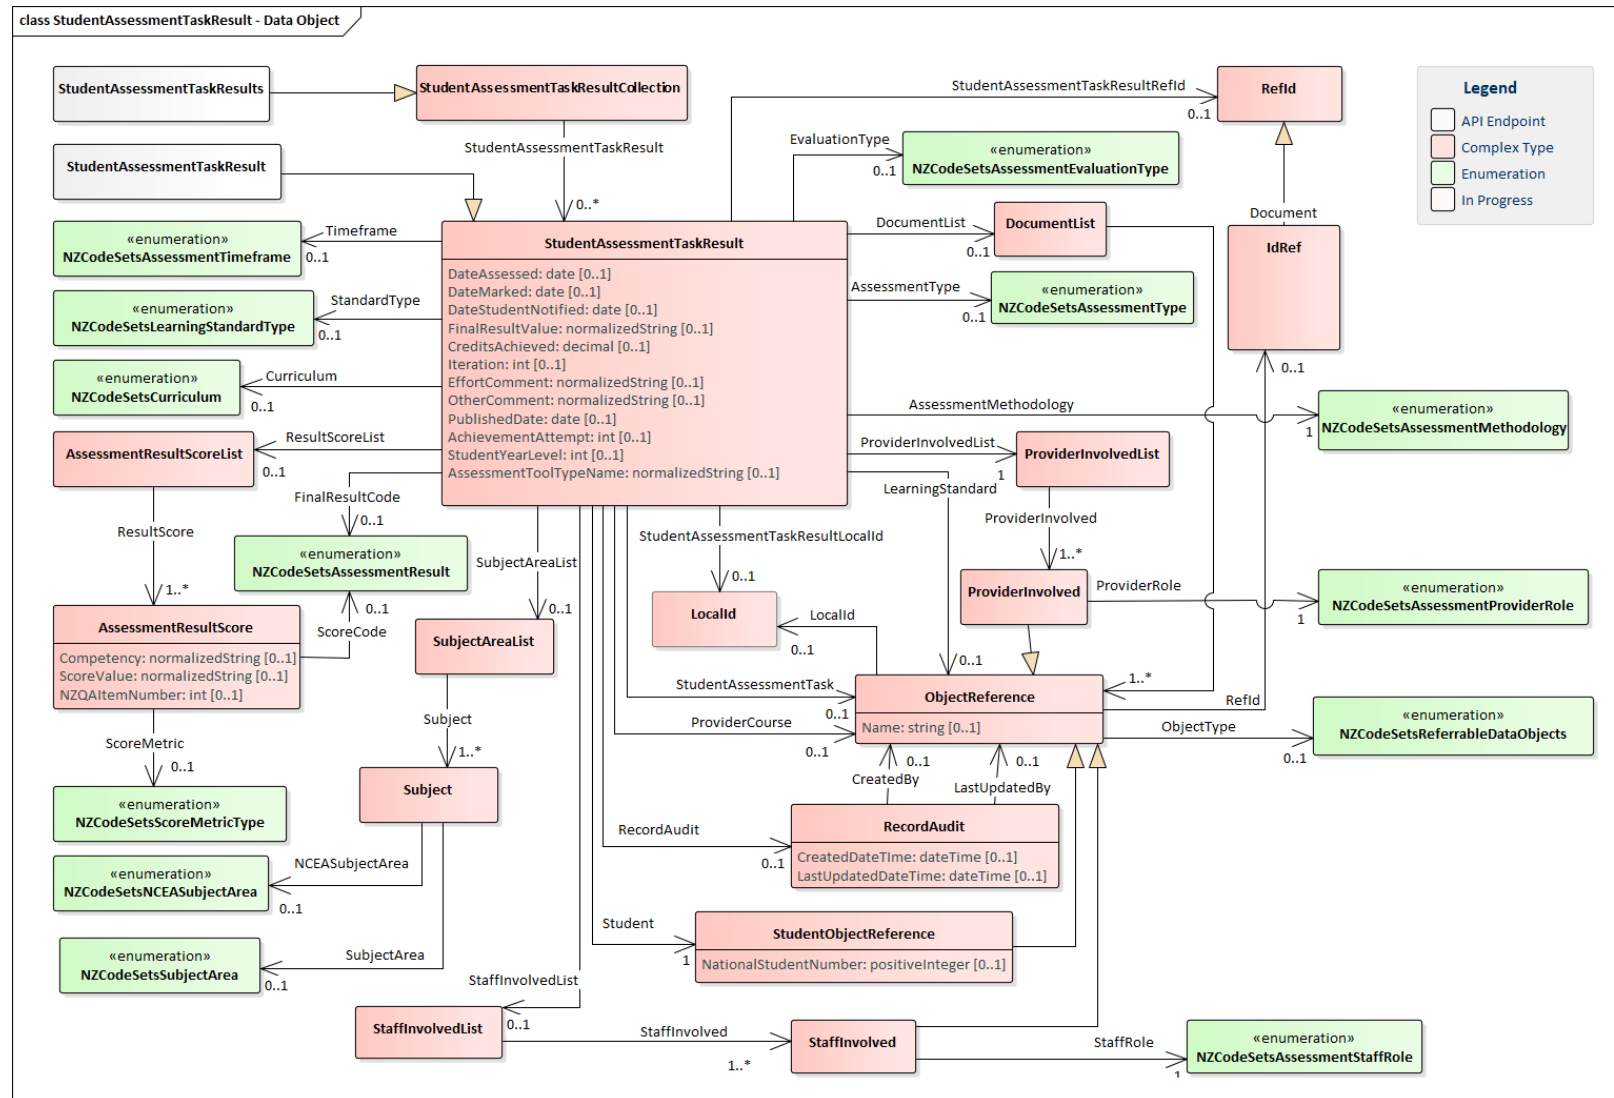 class StudentAssessmentTaskResult - Data Object
StudentAssessmentTaskResults
StudentAssessmentTaskResultCollection
StudentAssessmentTaskResultRefId
0..1
RefId
Legend
API Endpoint
Complex Type
Enumeration
In Progress
StudentAssessmentTaskResult
StudentAssessmentTaskResult
0..*
EvaluationType
0..1
«enumeration»
NZCodeSetsAssessmentEvaluationType
Document
IdRef
0..1
«enumeration»
NZCodeSetsAssessmentTimeframe
Timeframe
0..1
StudentAssessmentTaskResult
DateAssessed: date [0..1]
DateMarked: date [0..1]
DateStudentNotified: date [0..1]
FinalResultValue: normalizedString [0..1]
CreditsAchieved: decimal [0..1]
Iteration: int [0..1]
EffortComment: normalizedString [0..1]
OtherComment: normalizedString [0..1]
PublishedDate: date [0..1]
AchievementAttempt: int [0..1]
StudentYearLevel: int [0..1]
AssessmentToolTypeName: normalizedString [0..1]
DocumentList
0..1
DocumentList
AssessmentType
0..1
«enumeration»
NZCodeSetsAssessmentType
«enumeration»
NZCodeSetsLearningStandardType
StandardType
0..1
«enumeration»
NZCodeSetsCurriculum
Curriculum
0..1
AssessmentMethodology
1
«enumeration»
NZCodeSetsAssessmentMethodology
AssessmentResultScoreList
ResultScoreList
0..1
ProviderInvolvedList
1
ProviderInvolvedList
LearningStandard
0..1
FinalResultCode
0..1
ResultScore
1..*
«enumeration»
NZCodeSetsAssessmentResult
0..1
ScoreCode
SubjectAreaList
0..1
StudentAssessmentTaskResultLocalId
0..1
ProviderInvolved
1..*
ProviderInvolved
ProviderRole
1
«enumeration»
NZCodeSetsAssessmentProviderRole
AssessmentResultScore
Competency: normalizedString [0..1]
ScoreValue: normalizedString [0..1]
NZQAItemNumber: int [0..1]
SubjectAreaList
LocalId
LocalId
0..1
StudentAssessmentTask
0..1
ProviderCourse
0..1
ObjectReference
Name: string [0..1]
1..*
RefId
ObjectType
0..1
«enumeration»
NZCodeSetsReferrableDataObjects
ScoreMetric
0..1
Subject
1..*
Subject
CreatedBy
0..1
LastUpdatedBy
0..1
«enumeration»
NZCodeSetsScoreMetricType
RecordAudit
0..1
RecordAudit
CreatedDateTIme: dateTime [0..1]
LastUpdatedDateTime: dateTime [0..1]
«enumeration»
NZCodeSetsNCEASubjectArea
NCEASubjectArea
0..1
Student
1
StudentObjectReference
NationalStudentNumber: positiveInteger [0..1]
«enumeration»
NZCodeSetsSubjectArea
SubjectArea
0..1
StaffInvolvedList
0..1
StaffInvolvedList
StaffInvolved
1..*
StaffInvolved
StaffRole
1
«enumeration»
NZCodeSetsAssessmentStaffRole